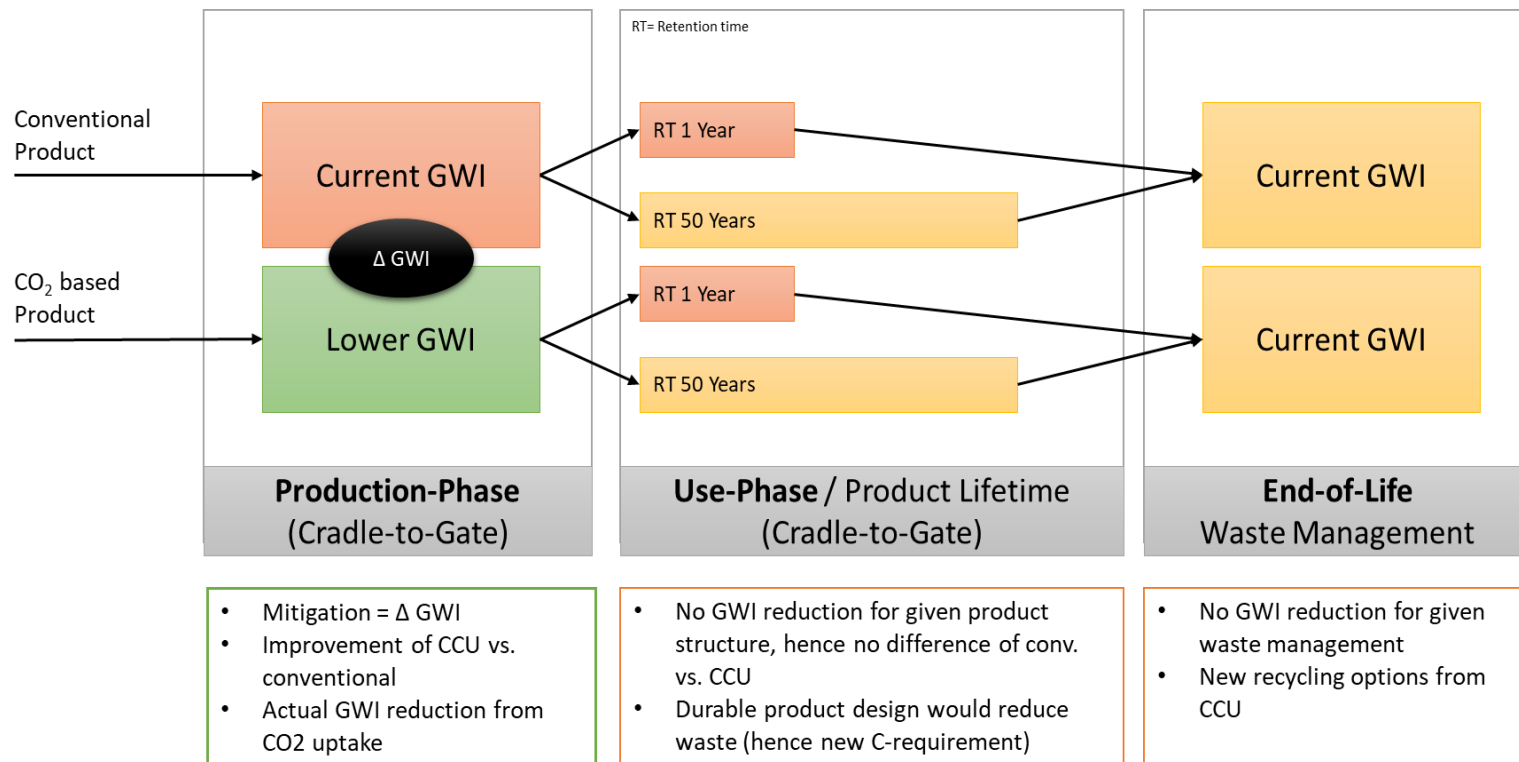 RT= Retention time
Conventional
Product
Current GWI
RT 1 Year
RT 50 Years
Current GWI
Δ GWI
CO₂ based
Product
Lower GWI
RT 1 Year
RT 50 Years
Current GWI
Production-Phase
(Cradle-to-Gate)
Use-Phase / Product Lifetime
(Cradle-to-Gate)
End-of-Life
Waste Management
• Mitigation = Δ GWI
• Improvement of CCU vs.
conventional
• Actual GWI reduction from
CO2 uptake
• No GWI reduction for given product
structure, hence no difference of conv.
vs. CCU
• Durable product design would reduce
waste (hence new C-requirement)
• No GWI reduction for given
waste management
• New recycling options from
CCU